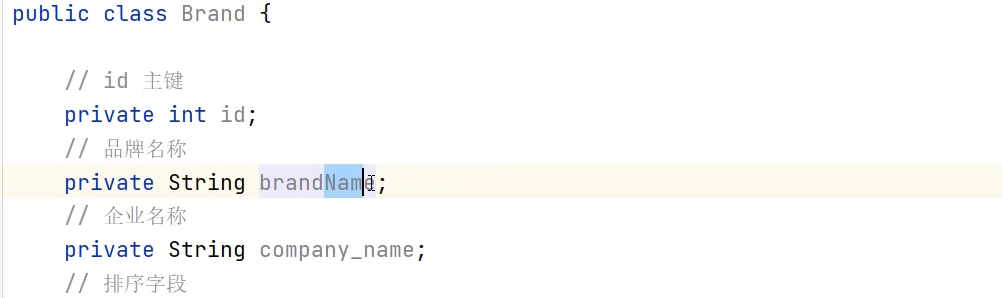 public class Brand {
// id 主键
private int id;
// 品牌名称
private String brandName;
// 企业名称
private String company_name;
// 排序字段